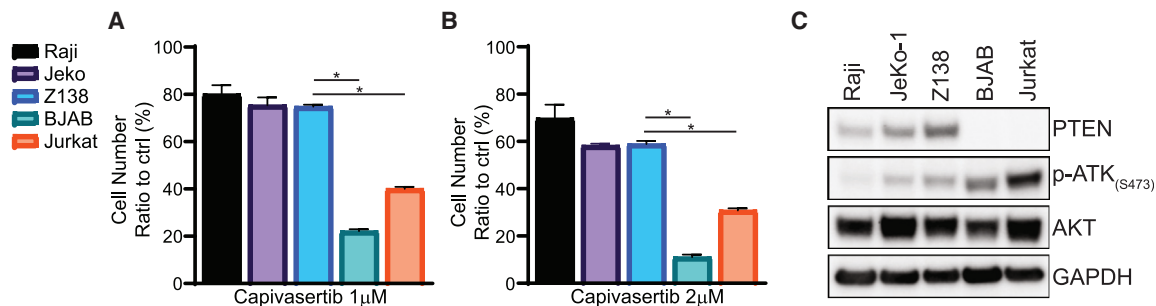 A
B
C
Raji
Jeko
Z138
BJAB
Jurkat
Cell Number
Ratio to ctrl (%)
100
80
60
40
20
0
*
*
Capivasertib 1μM
Cell Number
Ratio to ctrl (%)
100
80
60
40
20
0
*
*
Capivasertib 2μM
Raji
JeKo-1
Z138
BJAB
Jurkat
PTEN
p-ATK(S473)
AKT
GAPDH